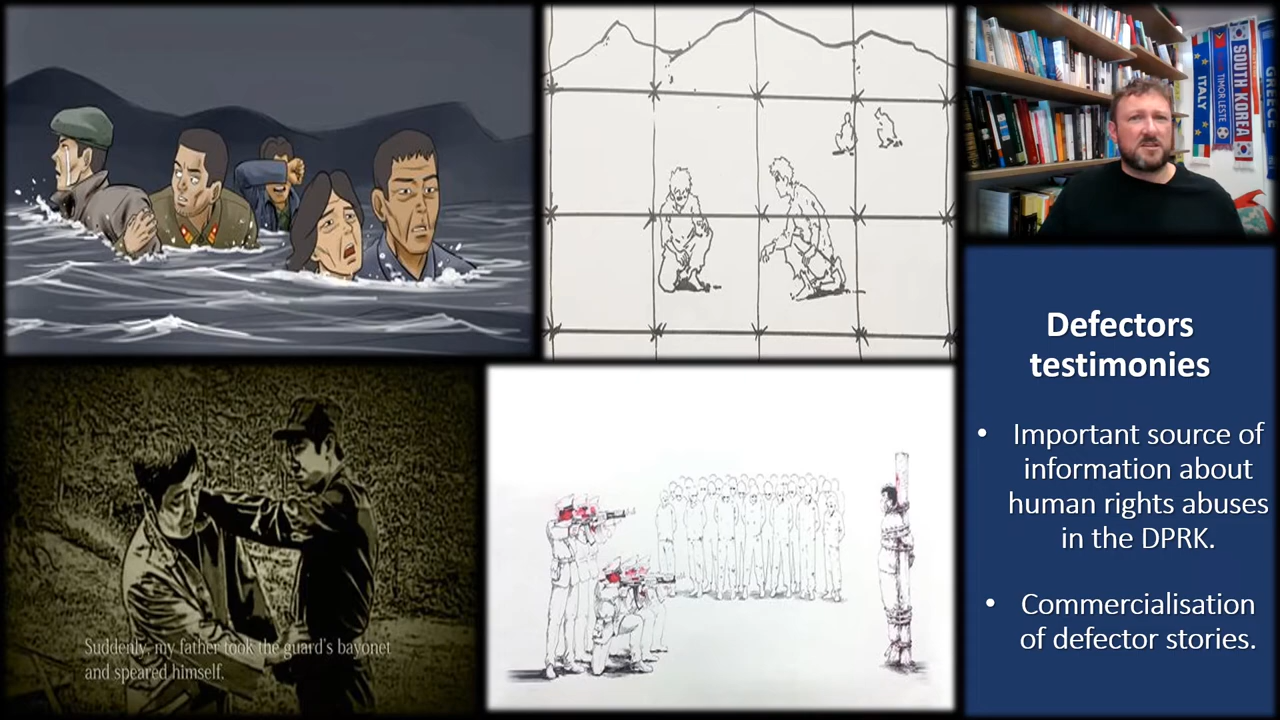 ITALY
TIMOR LESTE
SOUTH KOREA
GREECE
Defectors
testimonies
• Important source of
information about
human rights abuses
in the DPRK.
• Commercialisation
of defector stories.
Suddenly, my father took the guard's bayonet
and speared himself.